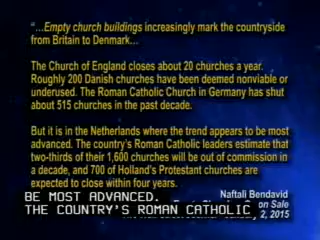 "…Empty church buildings increasingly mark the countryside
from Britain to Denmark…
The Church of England closes about 20 churches a year.
Roughly 200 Danish churches have been deemed nonviable or
underused. The Roman Catholic Church in Germany has shut
about 515 churches in the past decade.
But it is in the Netherlands where the trend appears to be most
advanced. The country's Roman Catholic leaders estimate that
two-thirds of their 1,600 churches will be out of commission in
a decade, and 700 of Holland's Protestant churches are
expected to close within four years.
Naftali Bendavid
on Sale
2, 2015
BE MOST ADVANCED.
THE COUNTRY'S ROMAN CATHOLIC